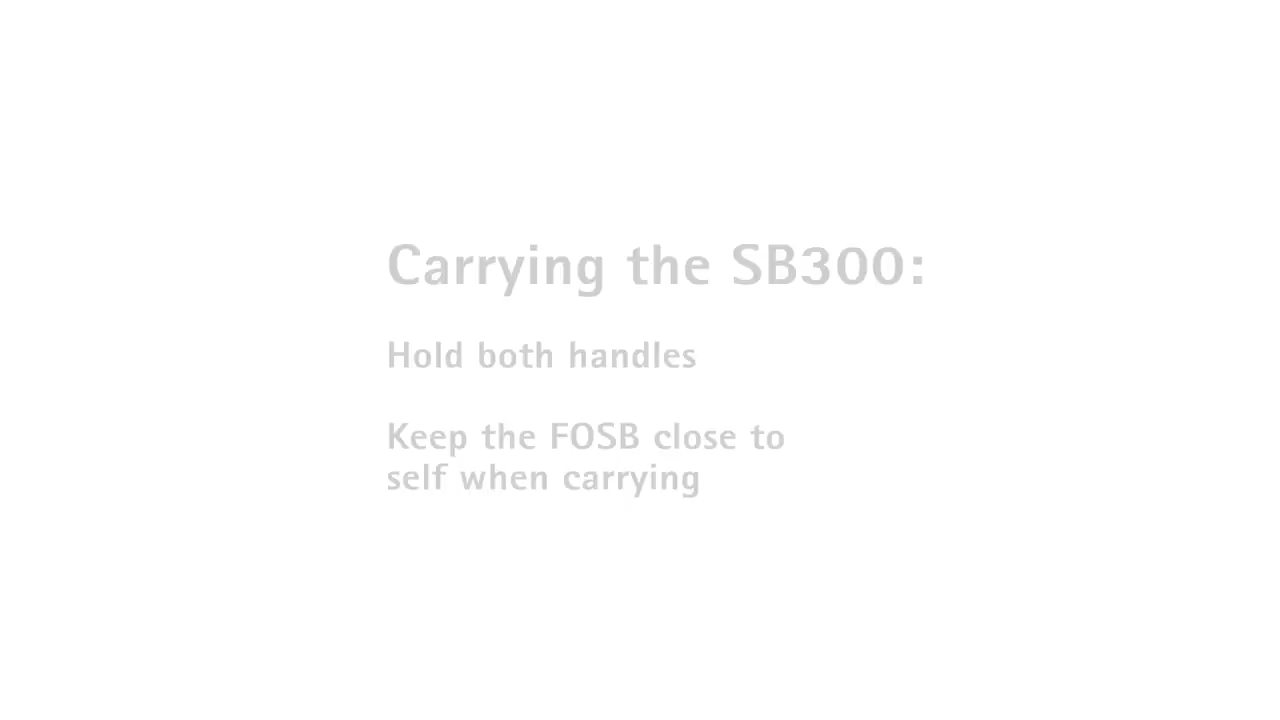 Carrying the SB300:
Hold both handles
Keep the FOSB close to
self when carrying